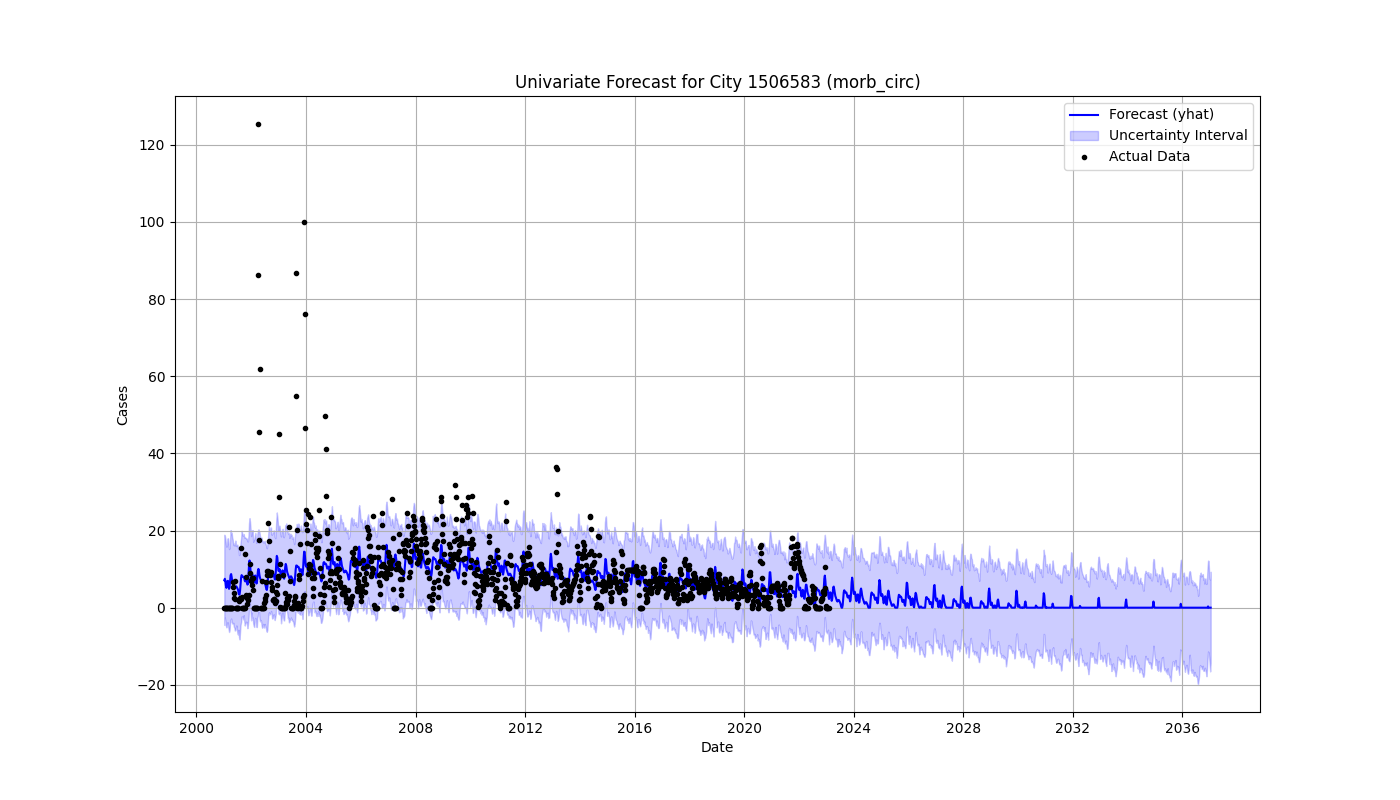 Univariate Forecast for City 1506583 (morb_circ)
Forecast (yhat)
Uncertainty Interval
Actual Data
120
100
80
60
40
20
0
−20
Cases
2000 2004 2008 2012 2016 2020 2024 2028 2032 2036
Date